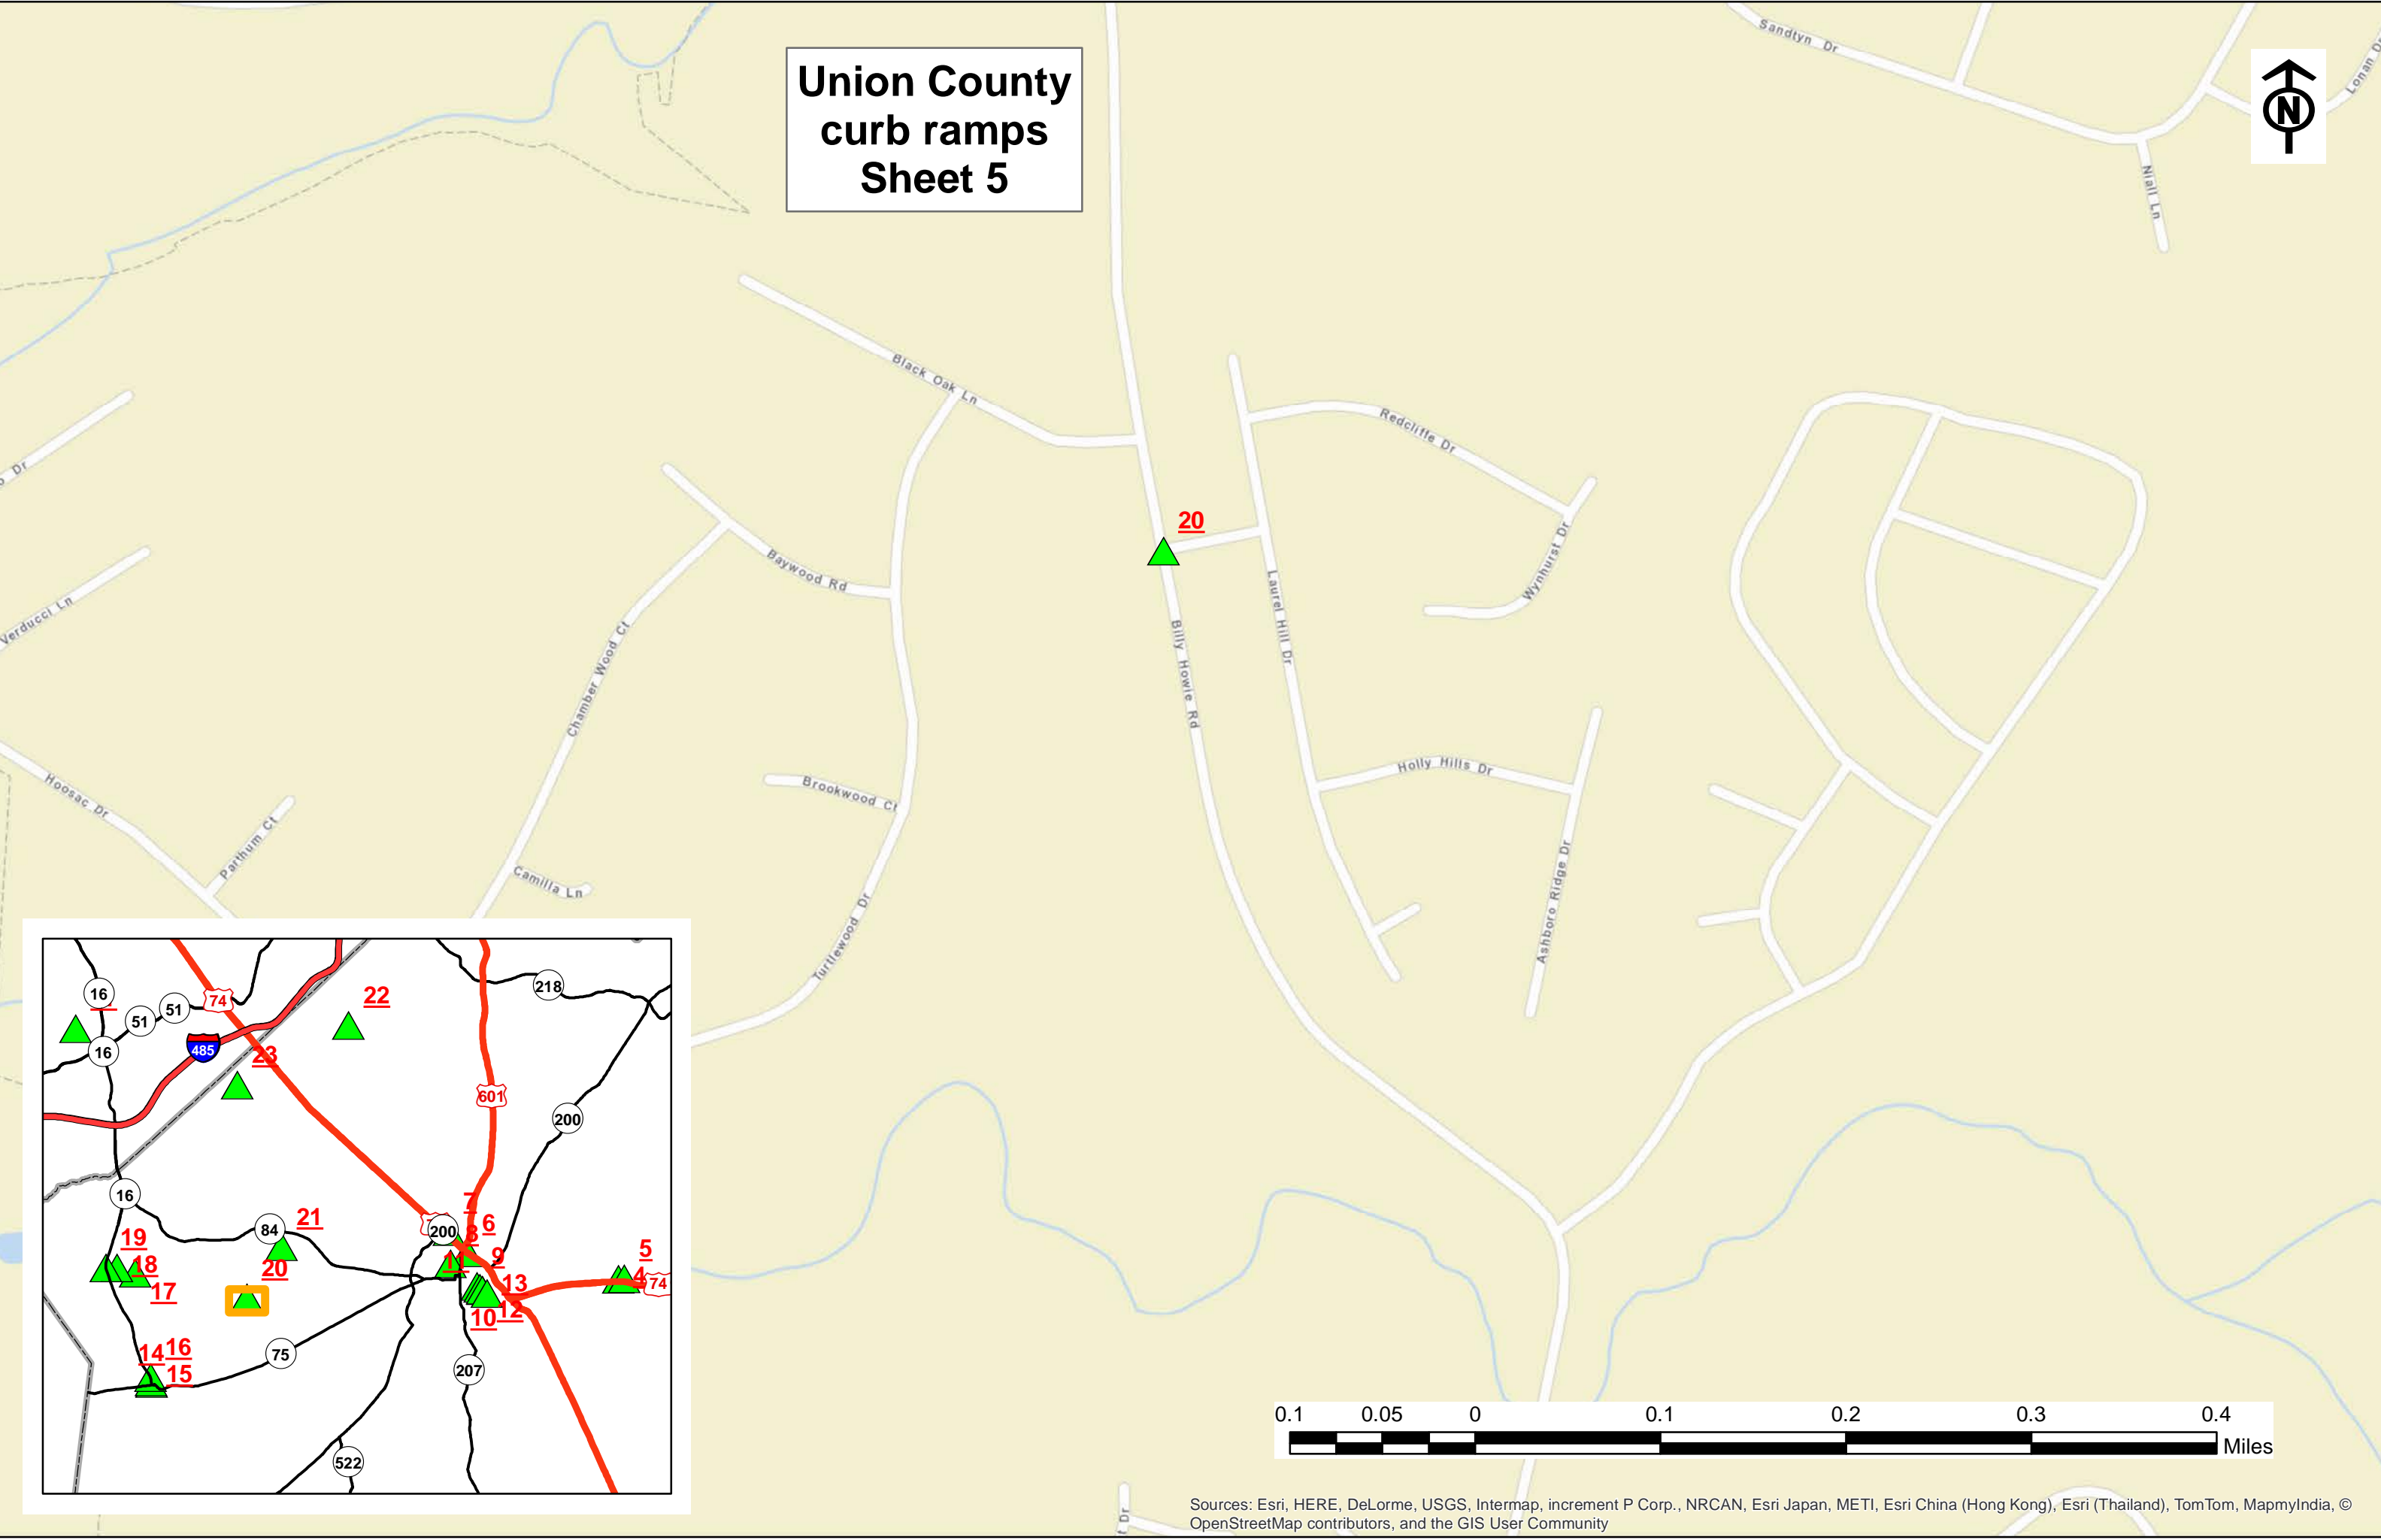 Union County
curb ramps
Sheet 5
N
Sandtyn Dr
Lonan Dr
Niall Ln
Black Oak Ln
Redcliffe Dr
Dr
20
Baywood Rd
Wynhurst Dr
Verducci Ln
Laurel Hill Dr
Billy Howie Rd
Chamber Wood Ct
Hoosac Dr
Brookwood Ct
Holly Hills Dr
Parthum Ct
Camilla Ln
Turtlewood Dr
Ashboro Ridge Dr
16
74
218
22
51
51
16
485
23
601
200
16
7
84
21
200
6
8
19
11
9
5
18
20
4
74
17
13
10
12
14
16
75
15
207
522
0.1 0.05 0 0.1 0.2 0.3 0.4
Miles
Dr
Sources: Esri, HERE, DeLorme, USGS, Intermap, increment P Corp., NRCAN, Esri Japan, METI, Esri China (Hong Kong), Esri (Thailand), TomTom, MapmyIndia, ©
OpenStreetMap contributors, and the GIS User Community